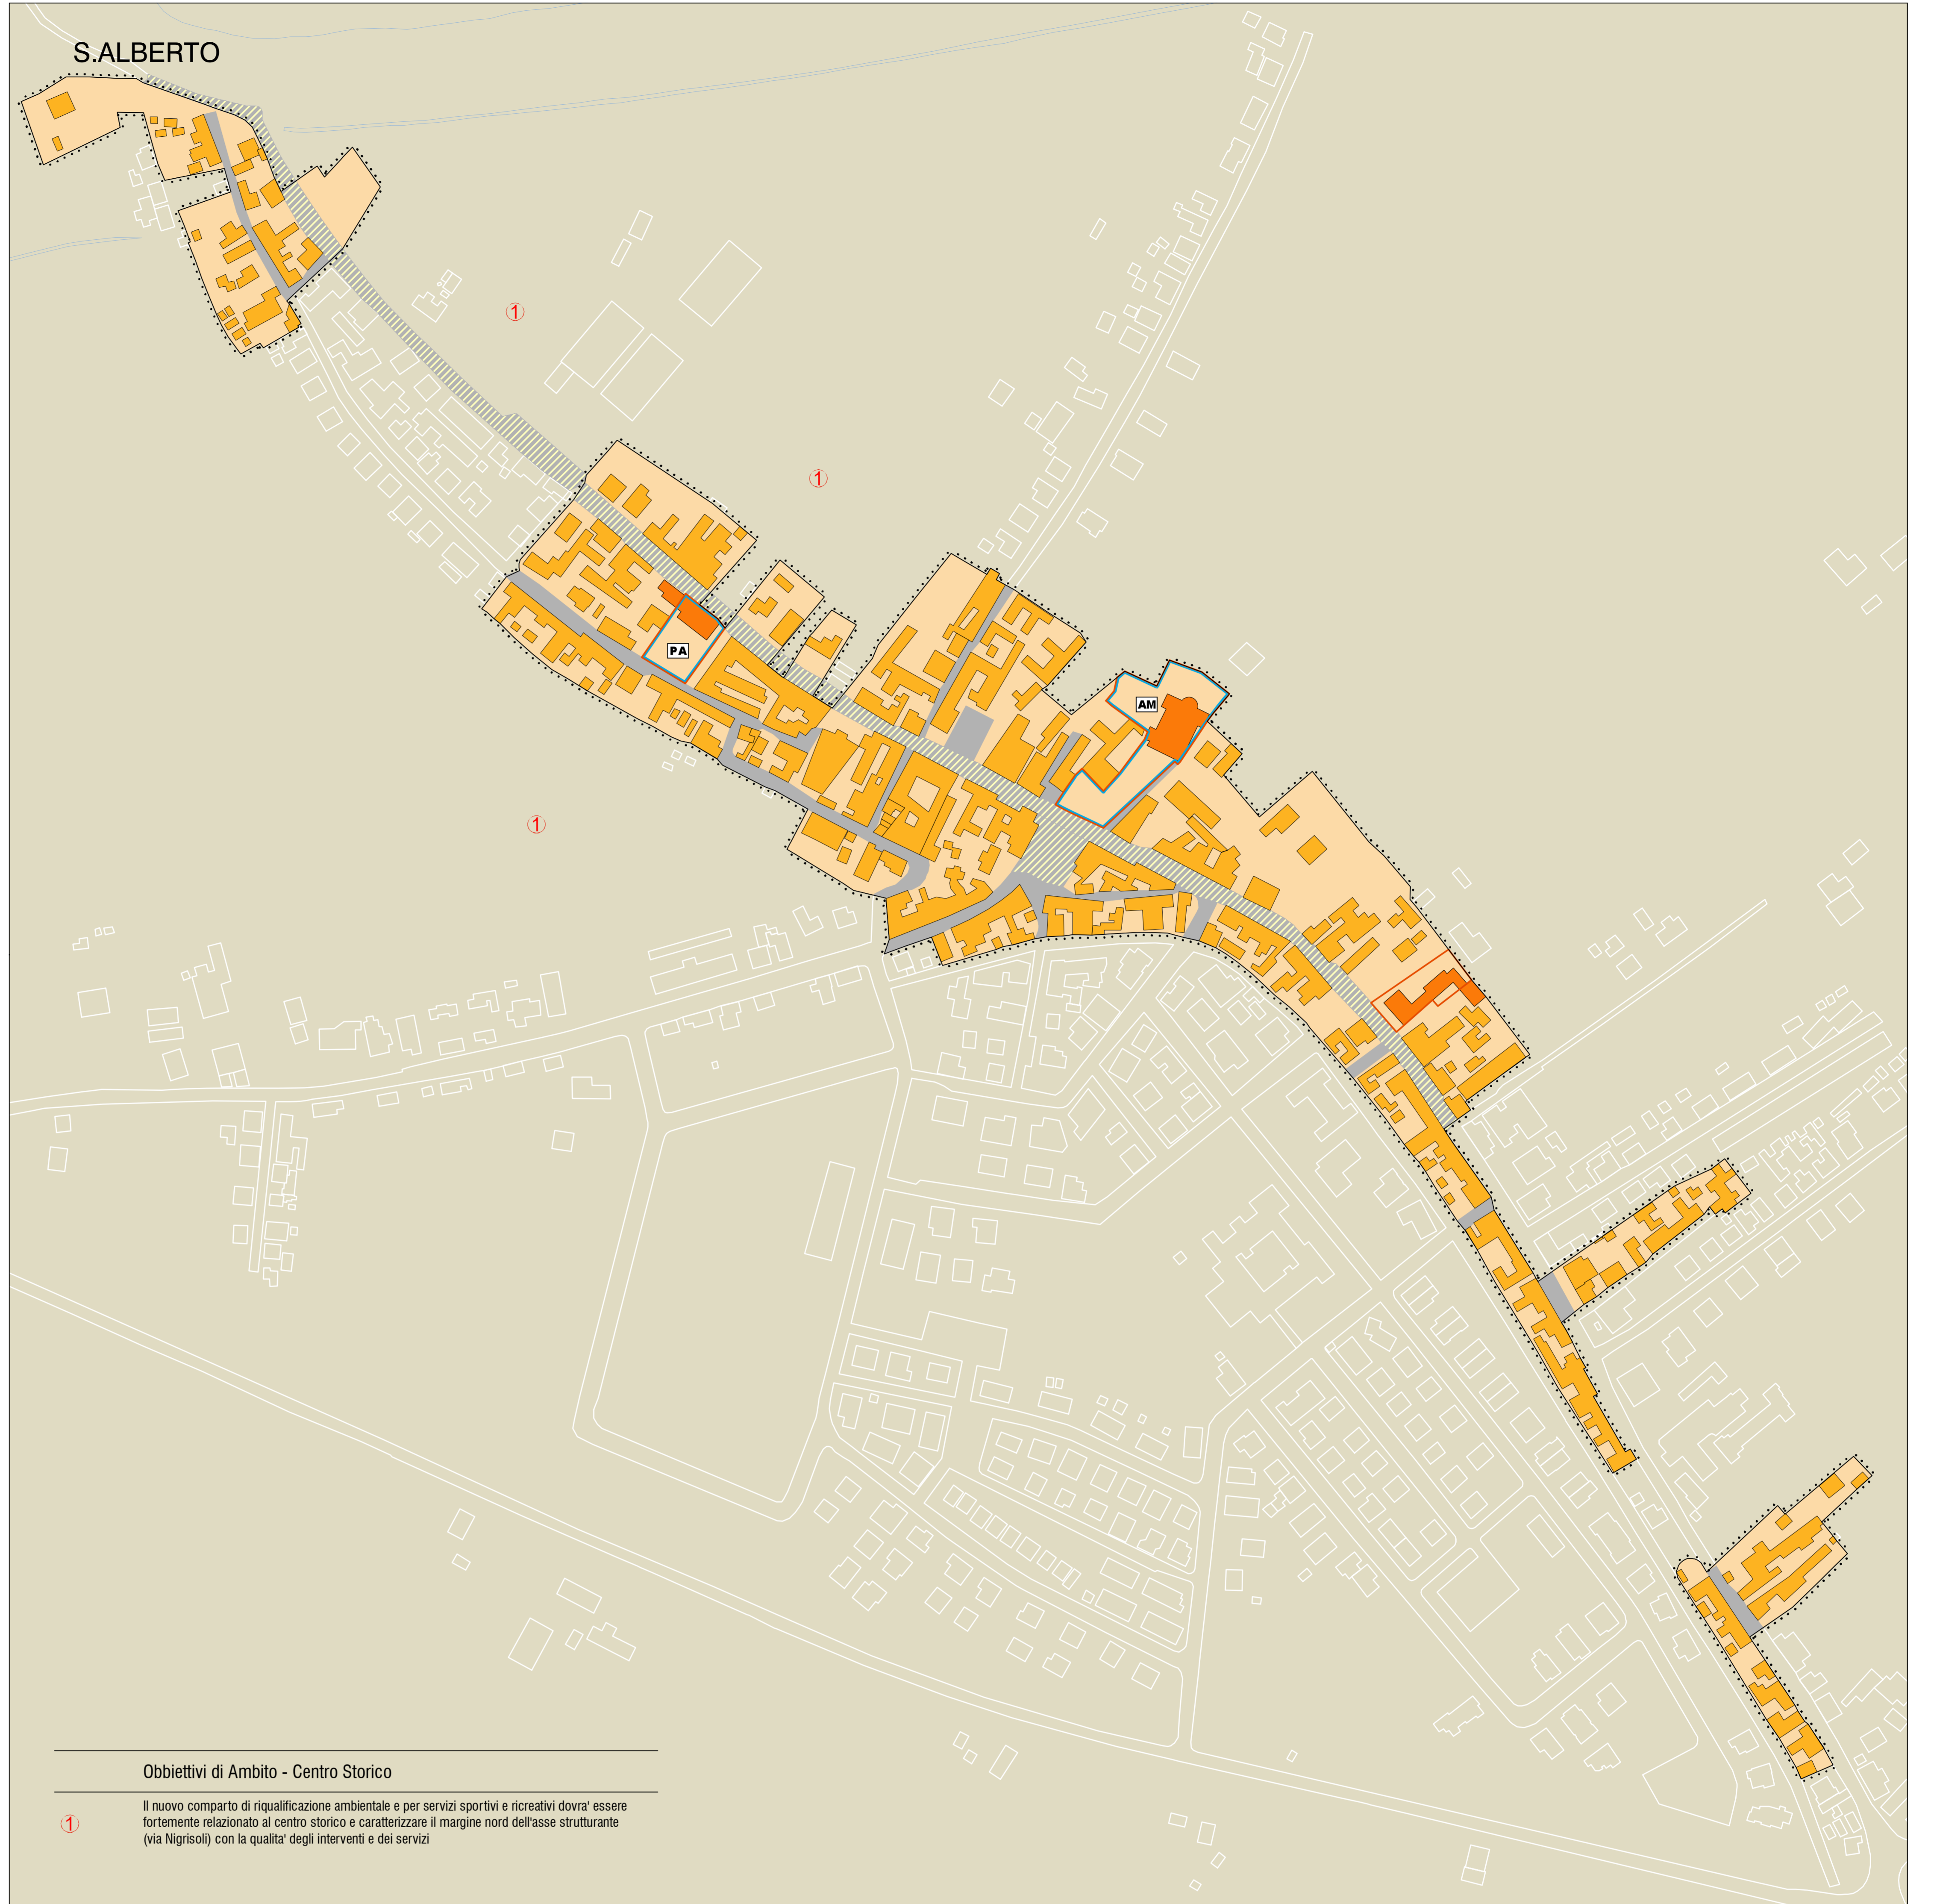 S.ALBERTO
1
1
PA
AM
1
Obbiettivi di Ambito - Centro Storico
1
Il nuovo comparto di riqualificazione ambientale e per servizi sportivi e ricreativi dovra' essere
fortemente relazionato al centro storico e caratterizzare il margine nord dell'asse strutturante
(via Nigrisoli) con la qualita' degli interventi e dei servizi